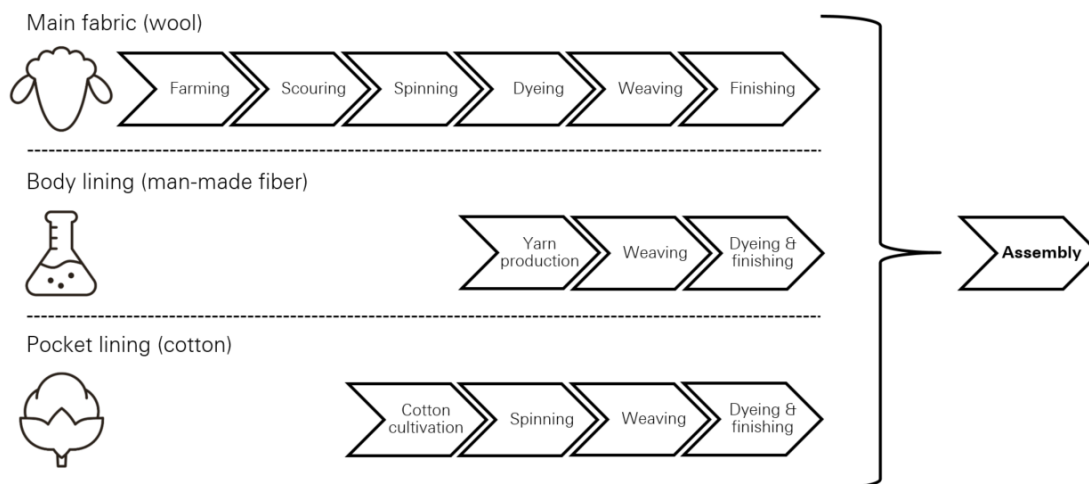 Main fabric (wool)
Farming
Scouring
Spinning
Dyeing
Weaving
Finishing
Body lining (man-made fiber)
Yarn
production
Weaving
Dyeing &
finishing
Assembly
Pocket lining (cotton)
Cotton
cultivation
Spinning
Weaving
Dyeing &
finishing